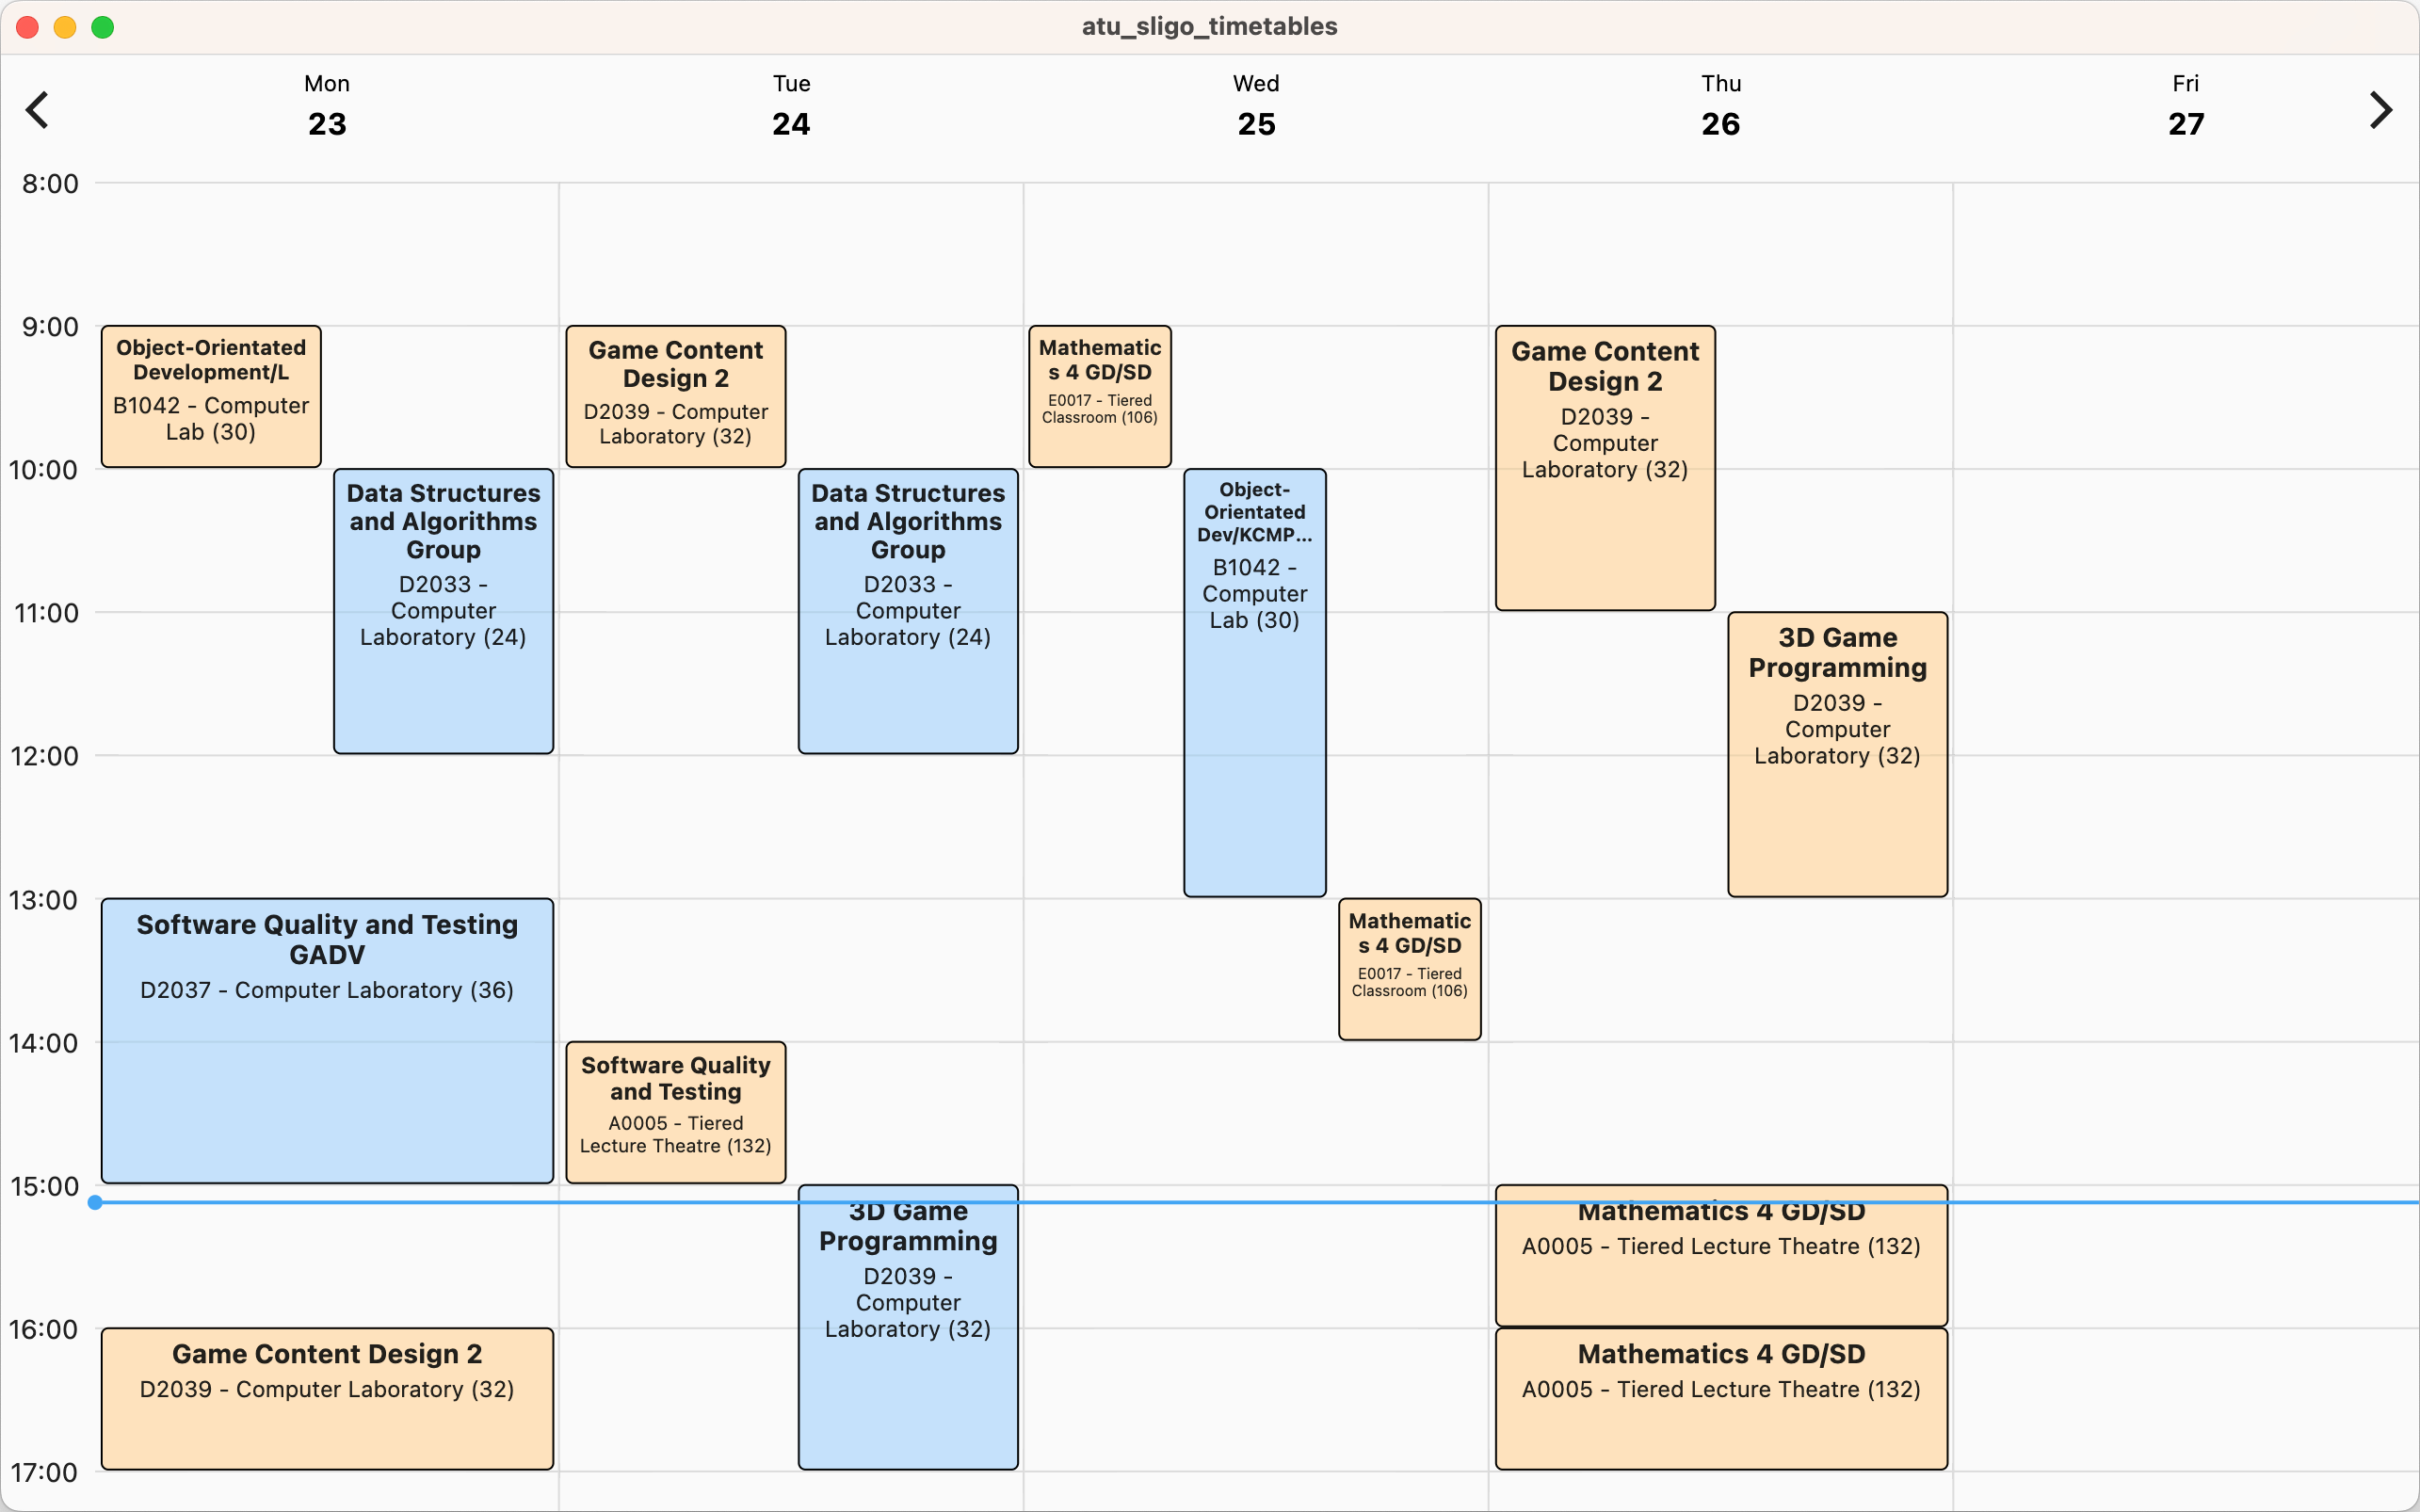 atu_sligo_timetables
Mon
23
Tue
24
Wed
25
Thu
26
Fri
27
8:00
9:00
10:00
11:00
12:00
13:00
14:00
15:00
16:00
17:00
Object-Orientated
Development/L
B1042 - Computer
Lab (30)
Data Structures
and Algorithms
Group
D2033 -
Computer
Laboratory (24)
Software Quality and Testing
GADV
D2037 - Computer Laboratory (36)
Game Content Design 2
D2039 - Computer Laboratory (32)
Game Content
Design 2
D2039 - Computer
Laboratory (32)
Data Structures
and Algorithms
Group
D2033 -
Computer
Laboratory (24)
Software Quality
and Testing
A0005 - Tiered
Lecture Theatre (132)
3D Game
Programming
D2039 -
Computer
Laboratory (32)
Mathematic
s 4 GD/SD
E0017 - Tiered
Classroom (106)
Object-
Orientated
Dev/KCMP...
B1042 -
Computer
Lab (30)
Mathematic
s 4 GD/SD
E0017 - Tiered
Classroom (106)
Game Content
Design 2
D2039 -
Computer
Laboratory (32)
3D Game
Programming
D2039 -
Computer
Laboratory (32)
Mathematics 4 GD/SD
A0005 - Tiered Lecture Theatre (132)
Mathematics 4 GD/SD
A0005 - Tiered Lecture Theatre (132)